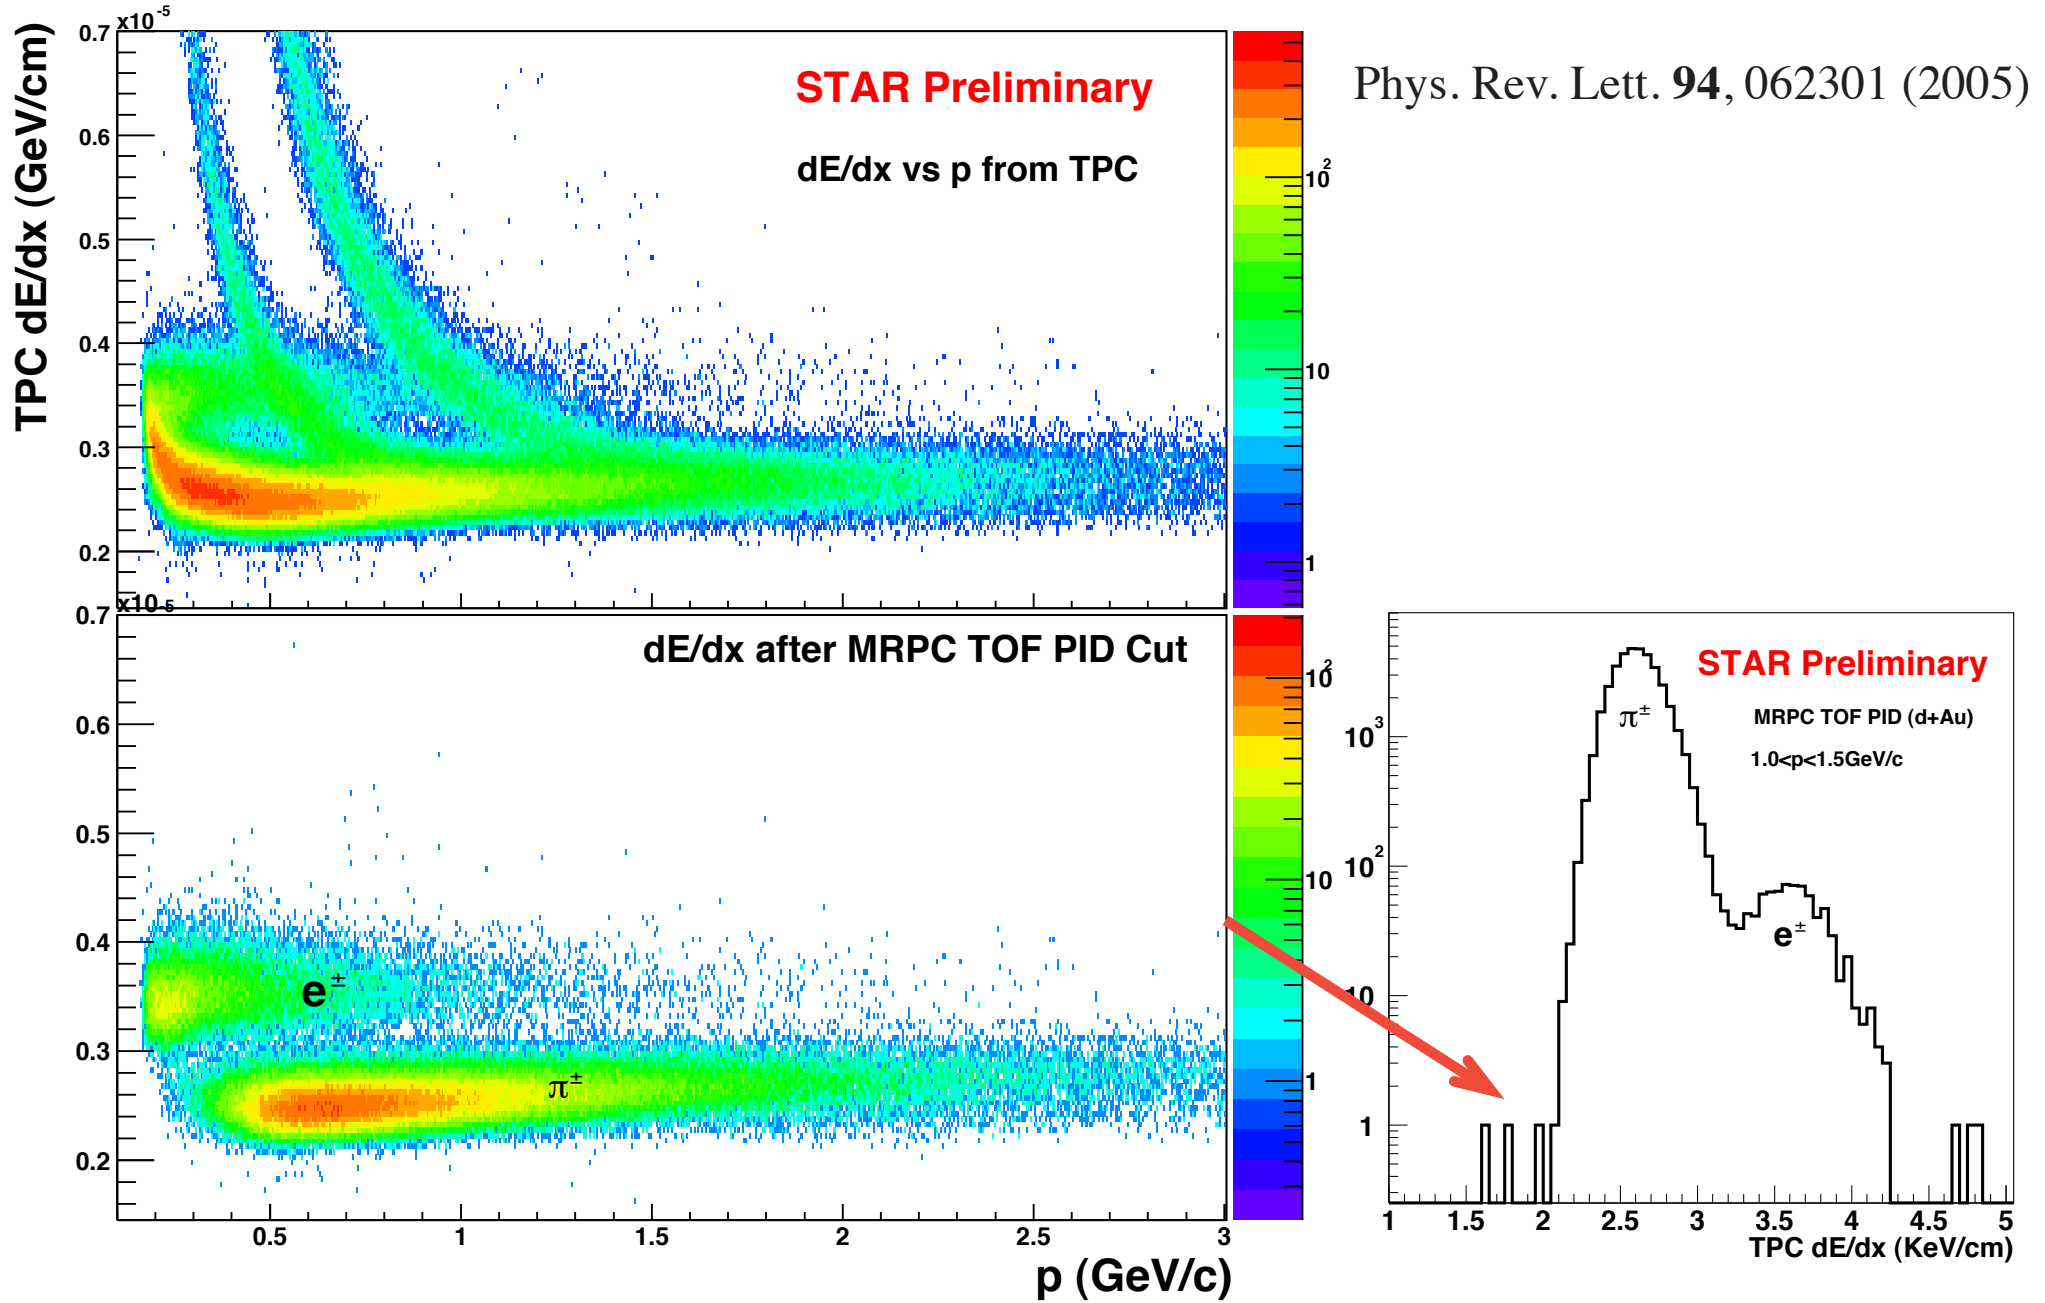 x10⁻⁵
TPC dE/dx (GeV/cm)
0.7
0.6
0.5
0.4
0.3
0.2
STAR Preliminary
dE/dx vs p from TPC
10²
10
1
Phys. Rev. Lett. 94, 062301 (2005)
x10⁻⁵
0.7
0.6
0.5
0.4
0.3
0.2
dE/dx after MRPC TOF PID Cut
e±
π±
10²
10
1
0.5 1 1.5 2 2.5 3
p (GeV/c)
STAR Preliminary
MRPC TOF PID (d+Au)
1.0<p<1.5GeV/c
π±
e±
10³
10²
10
1
1 1.5 2 2.5 3 3.5 4 4.5 5
TPC dE/dx (KeV/cm)